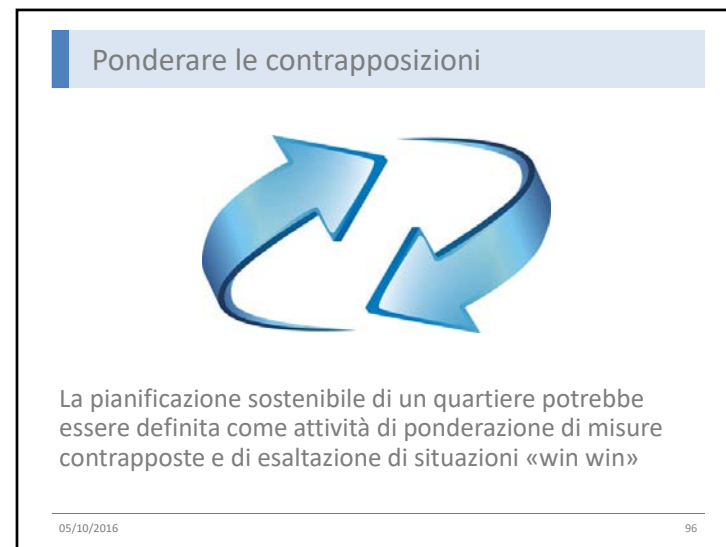 Ponderare le contrapposizioni
La pianificazione sostenibile di un quartiere potrebbe
essere definita come attività di ponderazione di misure
contrapposte e di esaltazione di situazioni «win win»
05/10/2016 96